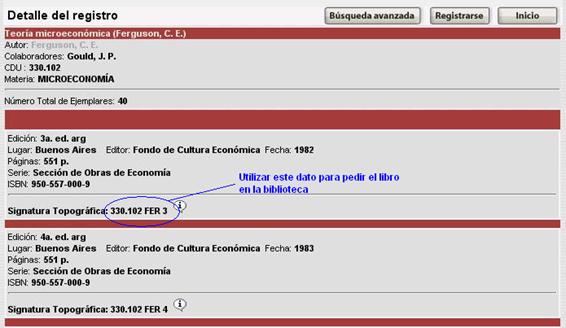 Detalle del registro
Búsqueda avanzada
Registrarse
Inicio
Teoría microeconómica (Ferguson, C. E.)
Autor: Ferguson, C. E.
Colaboradores: Gould, J. P.
CDU : 330.102
Materia: MICROECONOMÍA
Número Total de Ejemplares: 40
Edición: 3a. ed. arg
Lugar: Buenos Aires Editor: Fondo de Cultura Económica Fecha: 1982
Páginas: 551 p.
Serie: Sección de Obras de Economía
ISBN: 950-557-000-9
Utilizar este dato para pedir el libro
en la biblioteca
Signatura Topográfica: 330.102 FER 3
Edición: 4a. ed. arg
Lugar: Buenos Aires Editor: Fondo de Cultura Económica Fecha: 1983
Páginas: 551 p.
Serie: Sección de Obras de Economía
ISBN: 950-557-000-9
Signatura Topográfica: 330.102 FER 4